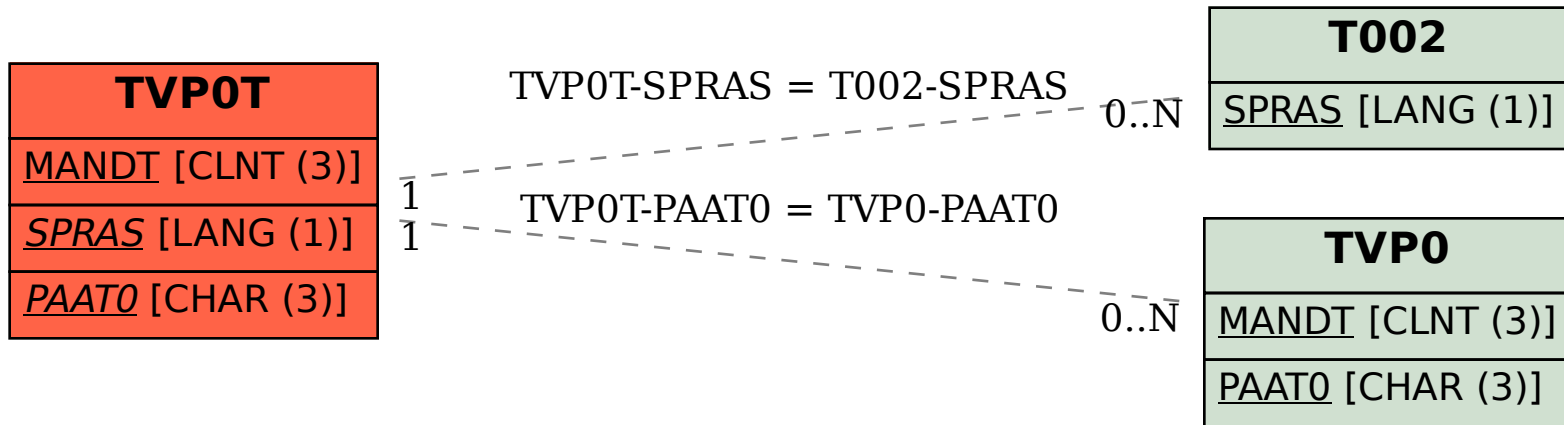 TVP0T
MANDT [CLNT (3)]
SPRAS [LANG (1)]
PAAT0 [CHAR (3)]
TVP0T-SPRAS = T002-SPRAS
1
0..N
TVP0T-PAAT0 = TVP0-PAAT0
1
0..N
T002
SPRAS [LANG (1)]
TVP0
MANDT [CLNT (3)]
PAAT0 [CHAR (3)]